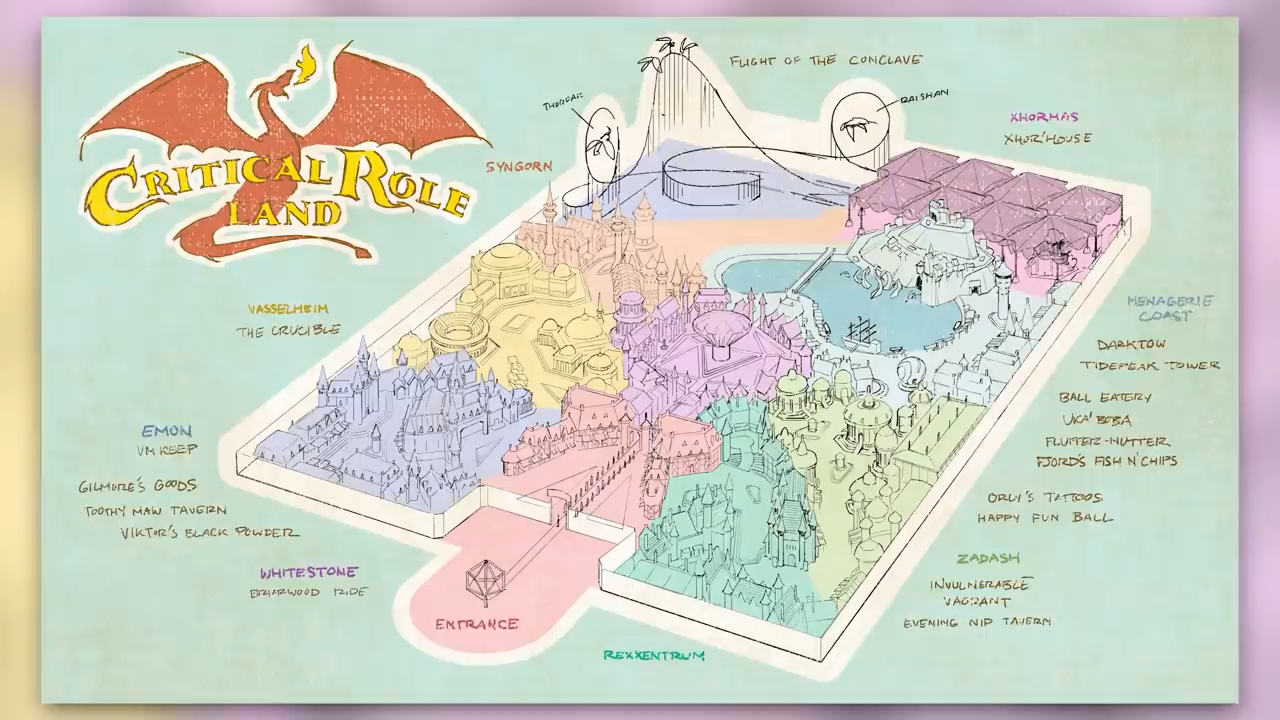 CRITICAL ROLE
LAND
FLIGHT OF THE CONCLAVE
THORDAK
RAISHAN
SYNGORN
XHORHAS
XHOR'HOUSE
VASSELHEIM
THE CRUCIBLE
MENAGERIE
COAST
DARKTOW
TIDEPEAK TOWER
BALL EATERY
UKA'BOBA
FLUFFER-NUTTER
FJORD'S FISH N' CHIPS
ORLY'S TATTOOS
HAPPY FUN BALL
EMON
VM KEEP
GILMORE'S GOODS
TOOTHY MAW TAVERN
VIKTOR'S BLACK POWDER
WHITESTONE
BRIARWOOD RIDE
ZADASH
INVULNERABLE
VAGRANT
EVENING NIP TAVERN
ENTRANCE
REXXENTRUM